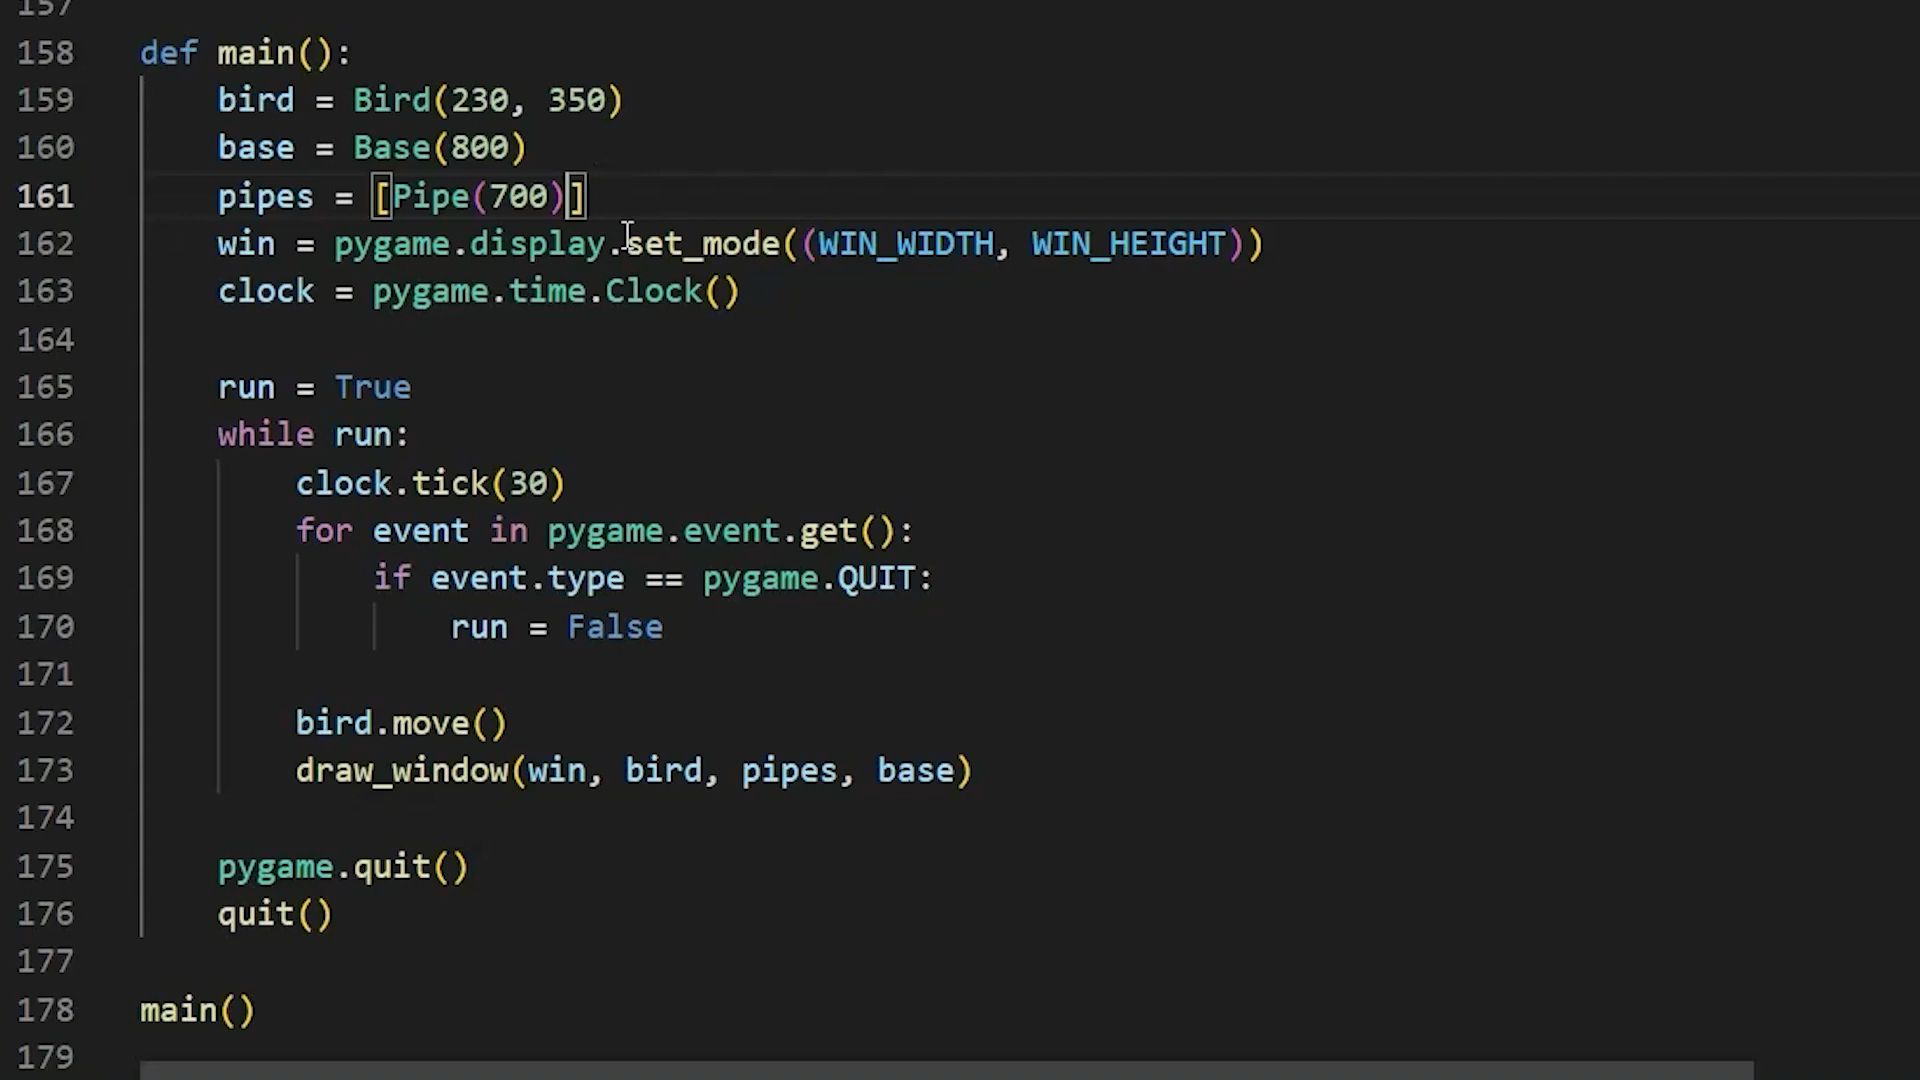 157
158 def main():
159     bird = Bird(230, 350)
160     base = Base(800)
161     pipes = [Pipe(700)]
162     win = pygame.display.set_mode((WIN_WIDTH, WIN_HEIGHT))
163     clock = pygame.time.Clock()
164
165     run = True
166     while run:
167         clock.tick(30)
168         for event in pygame.event.get():
169             if event.type == pygame.QUIT:
170                 run = False
171
172         bird.move()
173         draw_window(win, bird, pipes, base)
174
175     pygame.quit()
176     quit()
177
178 main()
179